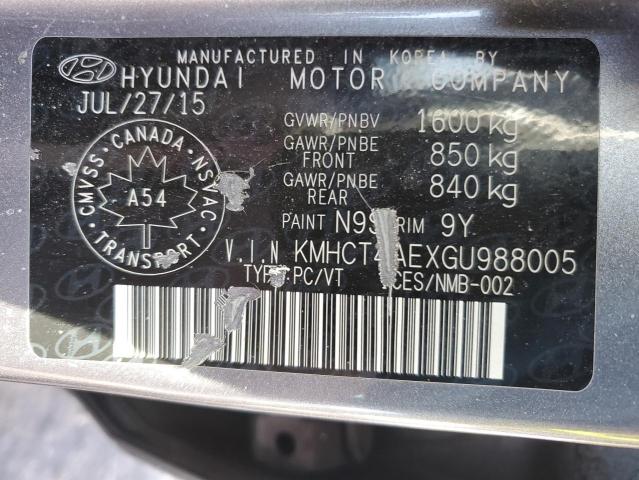 MANUFACTURED IN KOREA BY
HYUNDAI MOTOR COMPANY
JUL/27/15
GVWR/PNBV 1600 kg
GAWR/PNBE FRONT 850 kg
GAWR/PNBE REAR 840 kg
CANADA
CMVSS NSVAC
A54
TRANSPORT
PAINT N9S TRIM 9Y
V.I.N KMHCT4AEXGU988005
TYPE PC/VT ICES/NMB-002